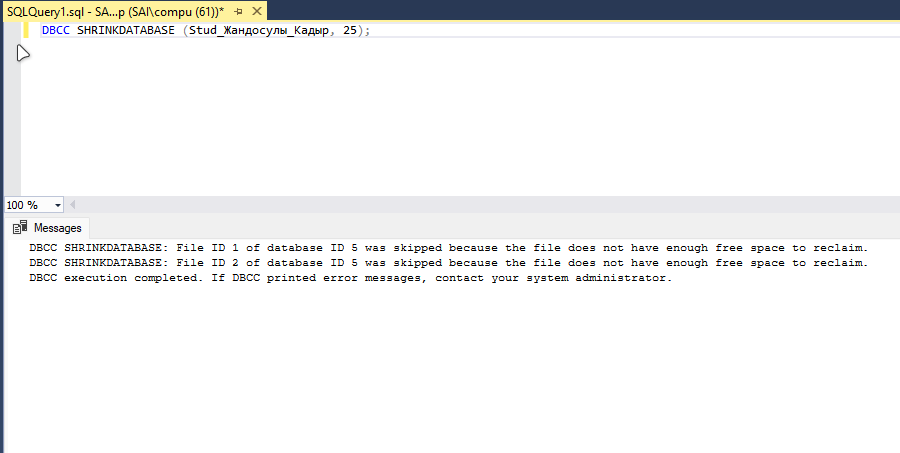 SQLQuery1.sql - SA...p (SAI\compu (61))*
DBCC SHRINKDATABASE (Stud_Жандосулы_Кадыр, 25);
100 %
Messages
DBCC SHRINKDATABASE: File ID 1 of database ID 5 was skipped because the file does not have enough free space to reclaim.
DBCC SHRINKDATABASE: File ID 2 of database ID 5 was skipped because the file does not have enough free space to reclaim.
DBCC execution completed. If DBCC printed error messages, contact your system administrator.